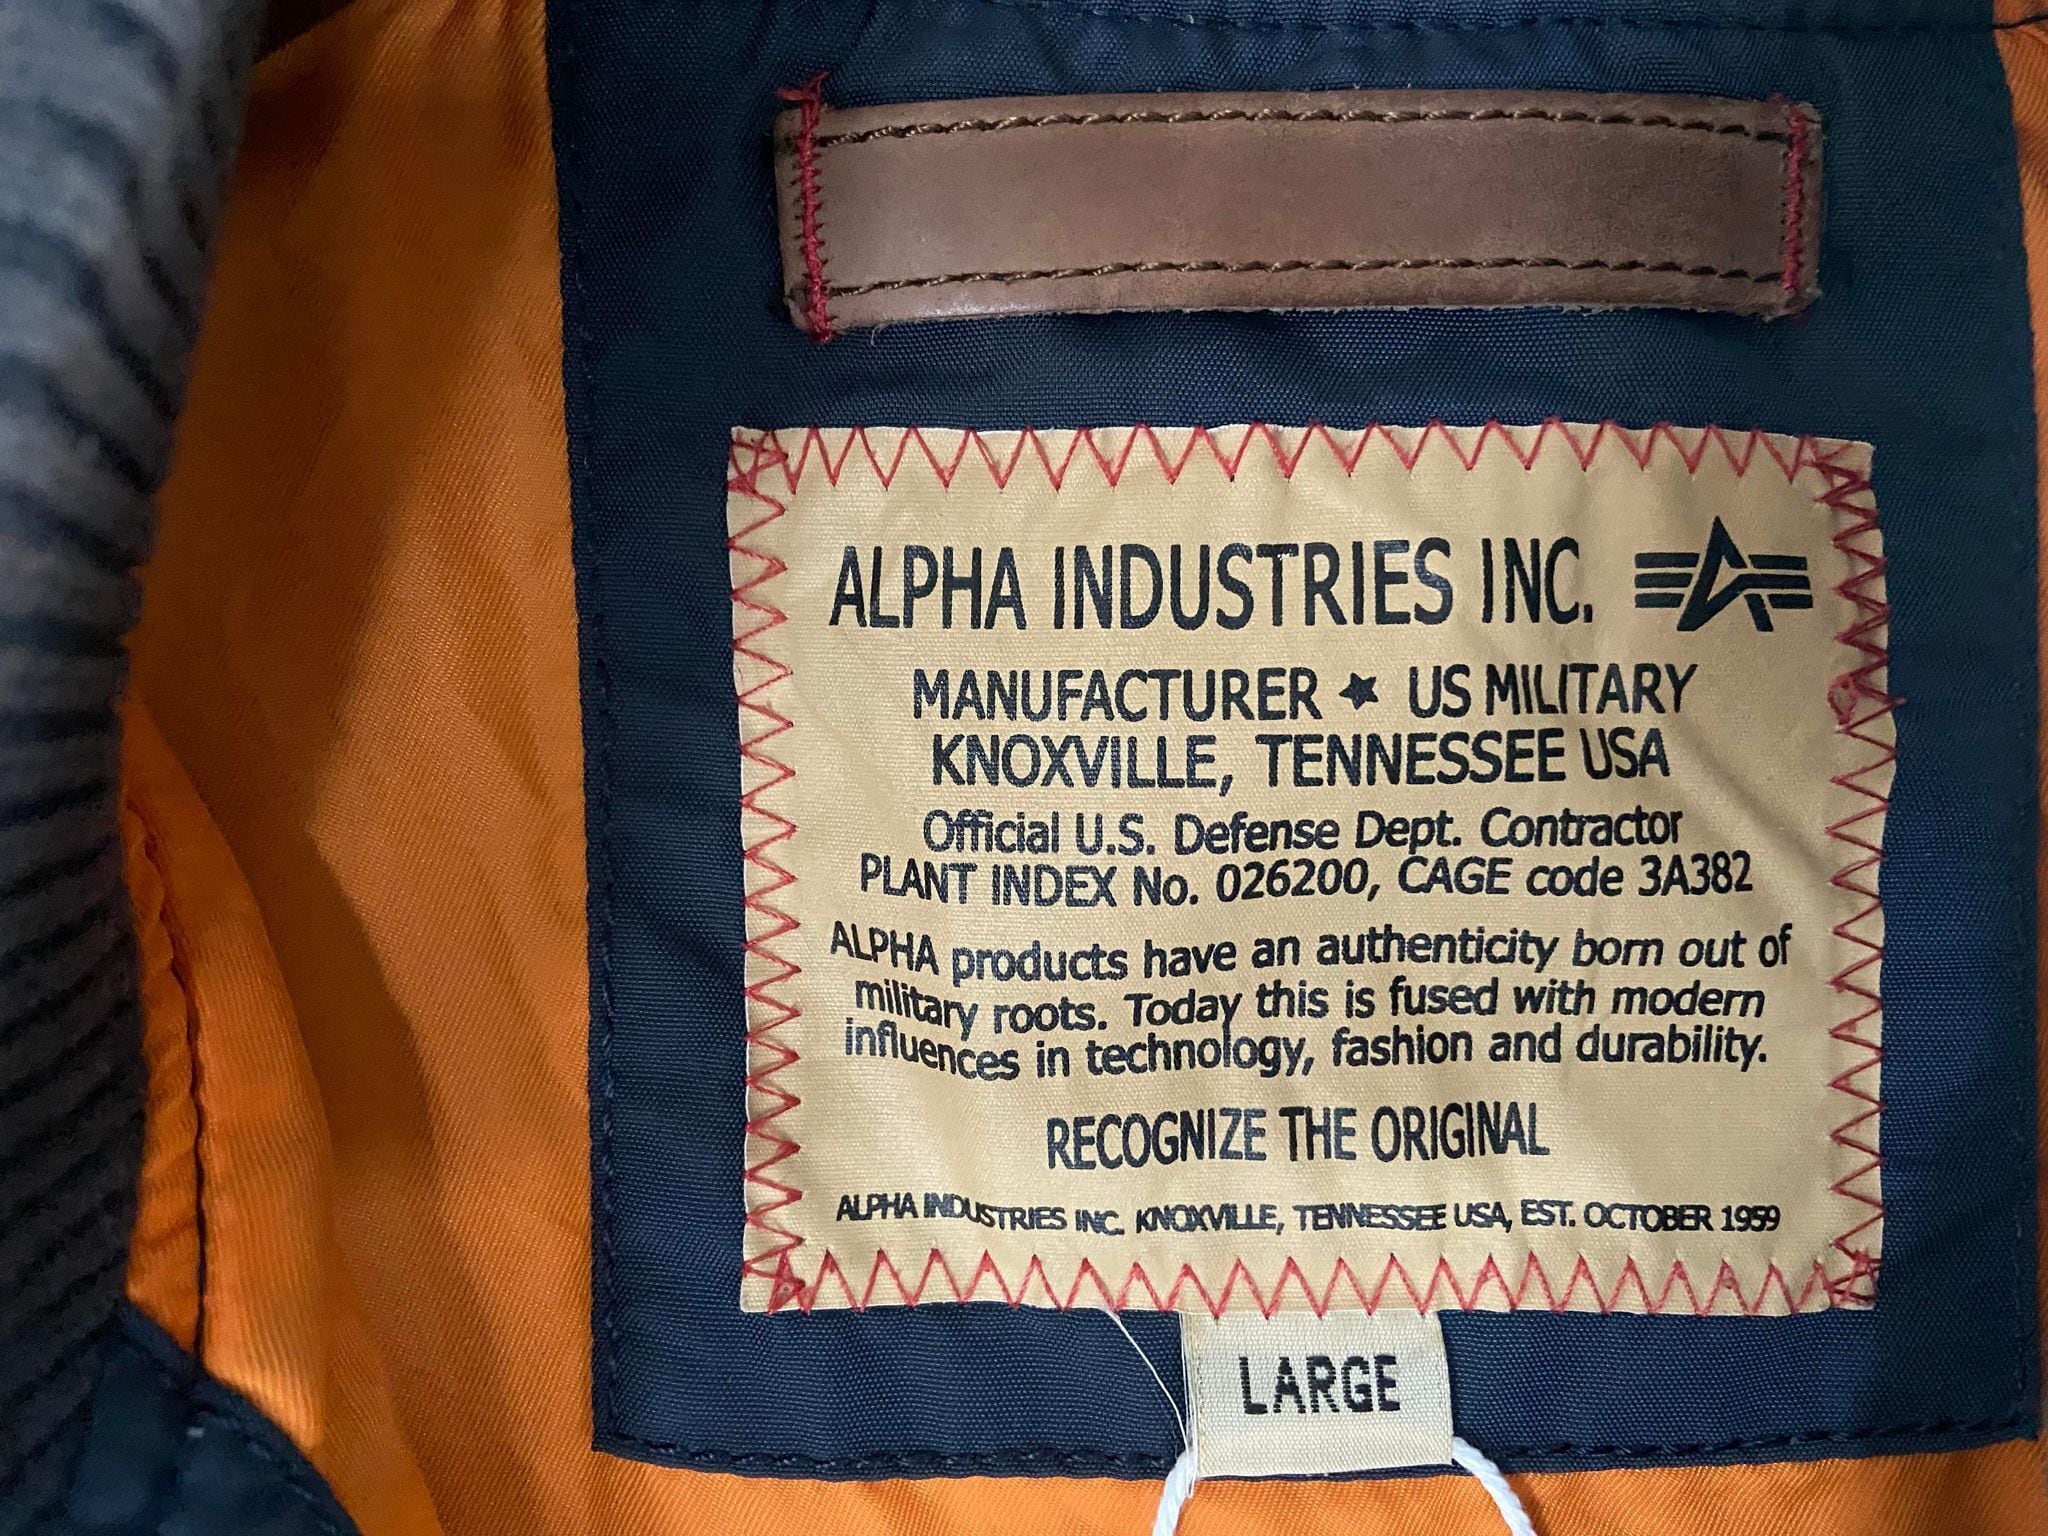 ALPHA INDUSTRIES INC.
MANUFACTURER ★ US MILITARY
KNOXVILLE, TENNESSEE USA
Official U.S. Defense Dept. Contractor
PLANT INDEX No. 026200, CAGE code 3A382
ALPHA products have an authenticity born out of
military roots. Today this is fused with modern
influences in technology, fashion and durability.
RECOGNIZE THE ORIGINAL
ALPHA INDUSTRIES INC. KNOXVILLE, TENNESSEE USA, EST. OCTOBER 1959
LARGE